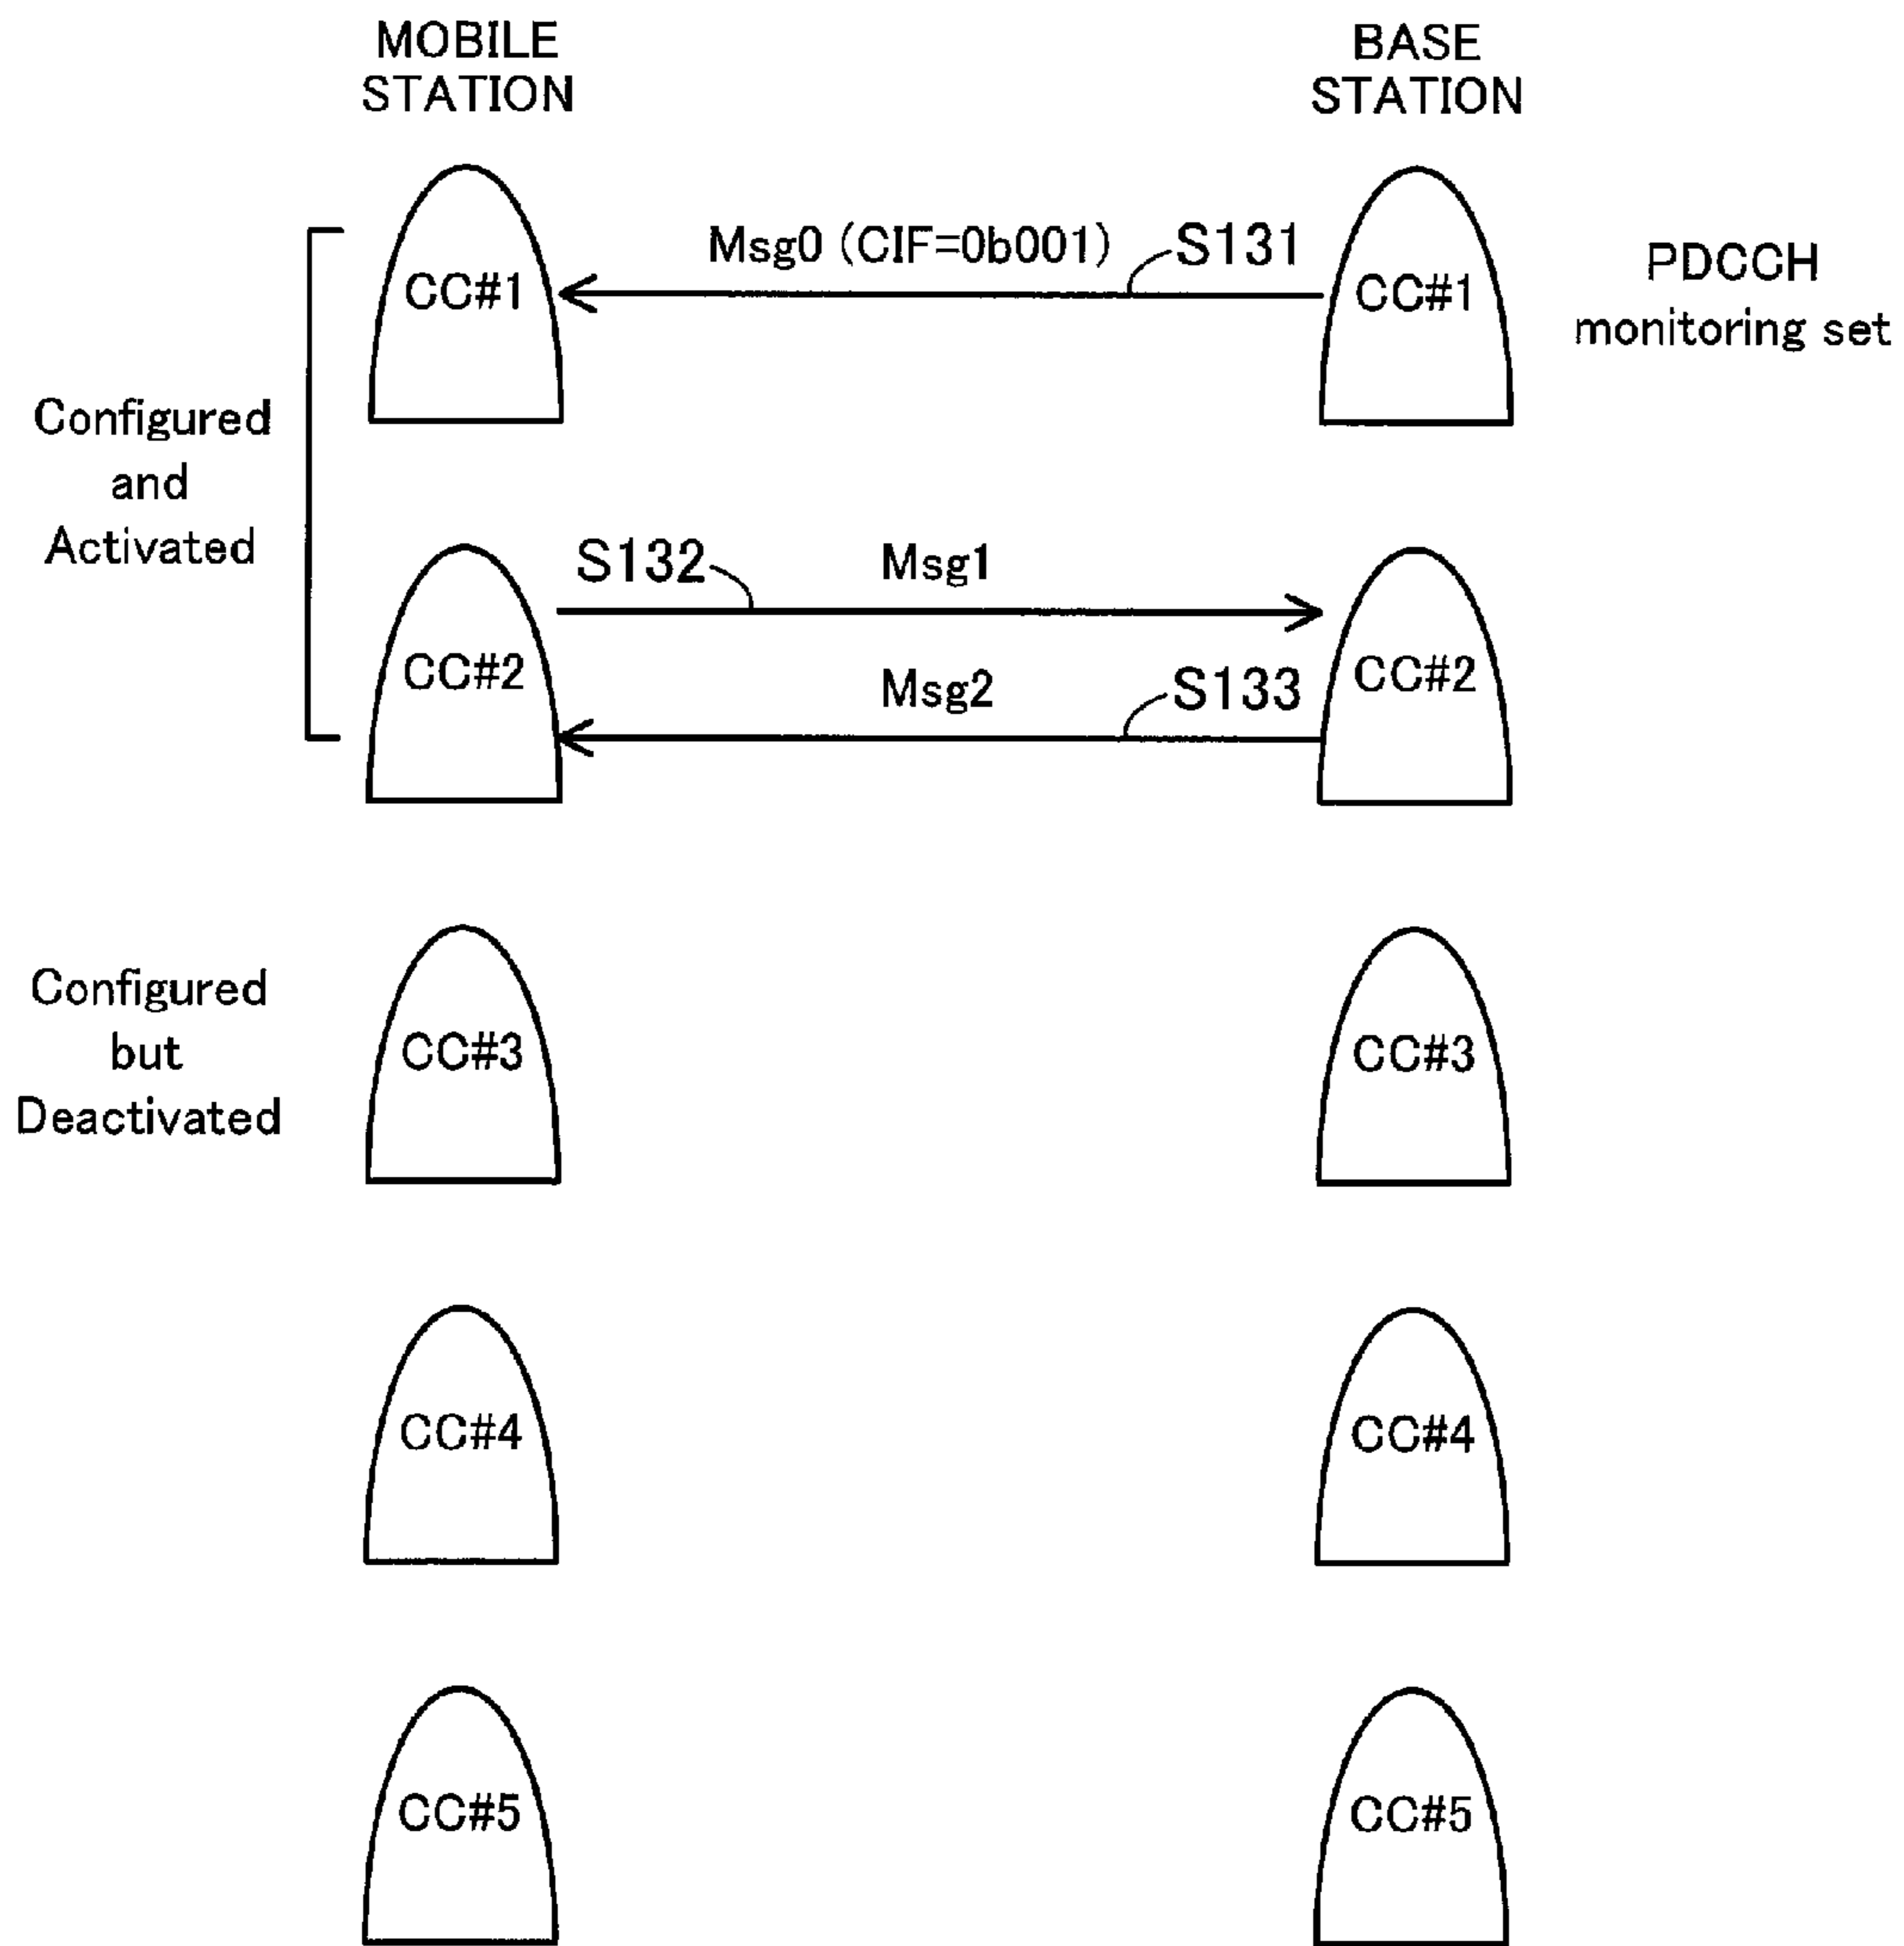 MOBILE
STATION
BASE
STATION
Msg0 (CIF=0b001)
S131
CC#1
CC#1
PDCCH
monitoring set
Configured
and
Activated
S132
Msg1
CC#2
CC#2
Msg2
S133
Configured
but
Deactivated
CC#3
CC#3
CC#4
CC#4
CC#5
CC#5